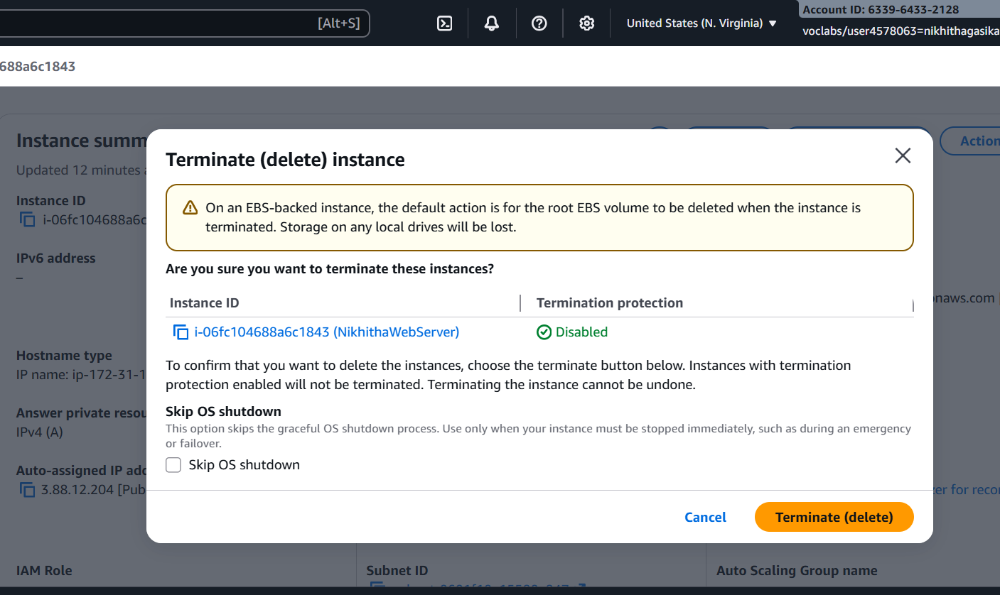 [Alt+S]
United States (N. Virginia)
Account ID: 6339-6433-2128
voclabs/user4578063=nikhithagasika
688a6c1843
Instance summ
Updated 12 minutes
Action
Instance ID
i-06fc104688a6c
IPv6 address
–
onaws.com
Hostname type
IP name: ip-172-31-1
Answer private resou
IPv4 (A)
Auto-assigned IP add
3.88.12.204 [Pub
zer for recor
Terminate (delete) instance
On an EBS-backed instance, the default action is for the root EBS volume to be deleted when the instance is
terminated. Storage on any local drives will be lost.
Are you sure you want to terminate these instances?
Instance ID
Termination protection
i-06fc104688a6c1843 (NikhithaWebServer)
Disabled
To confirm that you want to delete the instances, choose the terminate button below. Instances with termination
protection enabled will not be terminated. Terminating the instance cannot be undone.
Skip OS shutdown
This option skips the graceful OS shutdown process. Use only when your instance must be stopped immediately, such as during an emergency
or failover.
Skip OS shutdown
Cancel
Terminate (delete)
IAM Role
Subnet ID
Auto Scaling Group name